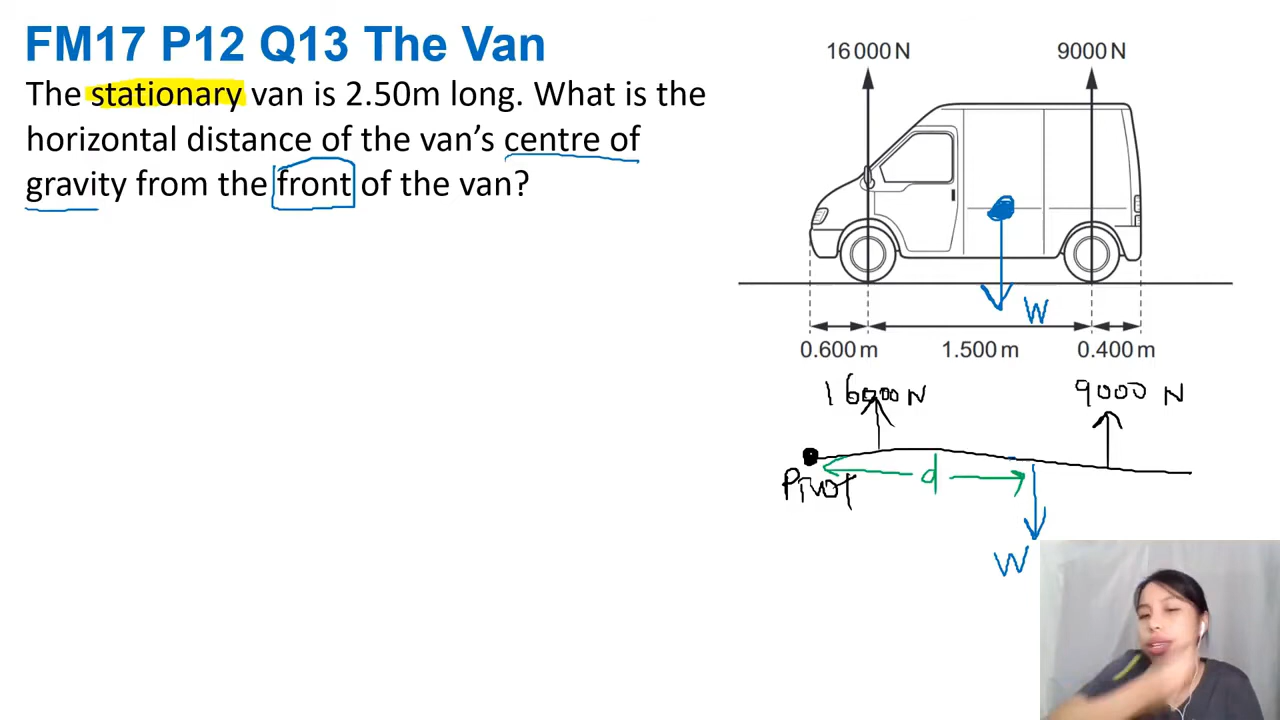 FM17 P12 Q13 The Van
The stationary van is 2.50m long. What is the
horizontal distance of the van's centre of
gravity from the front of the van?
16 000 N 9000 N
W
0.600 m 1.500 m 0.400 m
16000 N 9000 N
d
Pivot
W